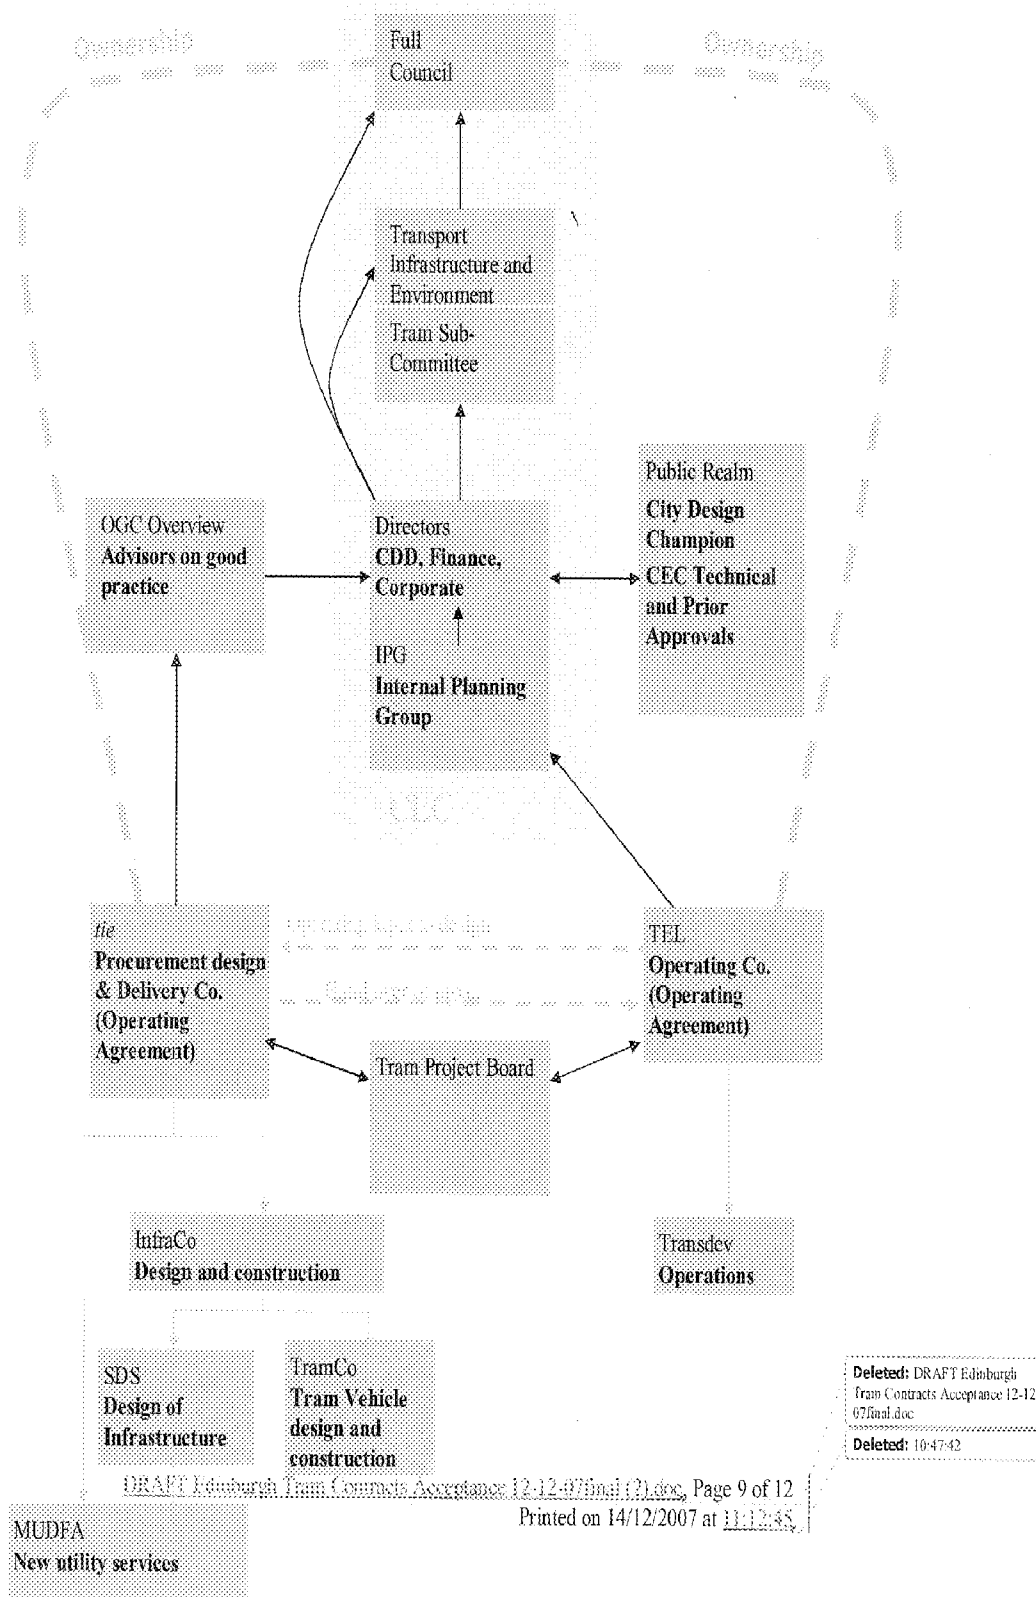 Ownership
Ownership
Full
Council
Transport
Infrastructure and
Environment
Tram Sub-
Committee
Public Realm
City Design
Champion
CEC Technical
and Prior
Approvals
OGC Overview
Advisors on good
practice
Directors
CDD, Finance,
Corporate
IPG
Internal Planning
Group
CEC
tie
Procurement design
& Delivery Co.
(Operating
Agreement)
design
TEL
Operating Co.
(Operating
Agreement)
Tram Project Board
InfraCo
Design and construction
Transdev
Operations
SDS
Design of
Infrastructure
TramCo
Tram Vehicle
design and
construction
Deleted: DRAFT Edinburgh
Tram Contracts Acceptance 12-12
07final.doc
Deleted: 10:47:42
DRAFT Edinburgh Tram Contracts Acceptance 12-12-07final (2).doc, Page 9 of 12
Printed on 14/12/2007 at 11:12:45
MUDFA
New utility services